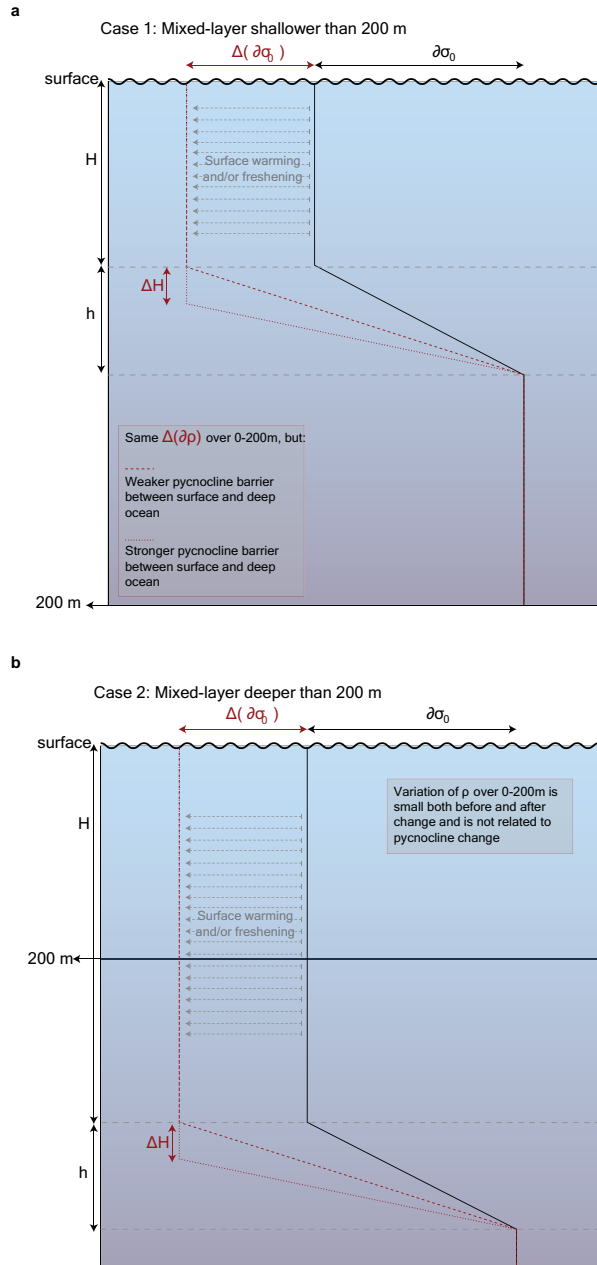 a
Case 1: Mixed-layer shallower than 200 m
Δ(∂σ₀) ∂σ₀
surface
H
Surface warming
and/or freshening
ΔH
h
Same Δ(∂ρ) over 0-200m, but:
Weaker pycnocline barrier
between surface and deep
ocean
Stronger pycnocline barrier
between surface and deep
ocean
200 m
b
Case 2: Mixed-layer deeper than 200 m
Δ(∂σ₀) ∂σ₀
surface
Variation of ρ over 0-200m is
small both before and after
change and is not related to
pycnocline change
H
Surface warming
and/or freshening
200 m
ΔH
h